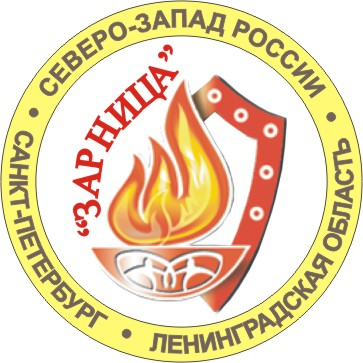 СЕВЕРО-ЗАПАД РОССИИ
"ЗАРНИЦА"
САНКТ-ПЕТЕРБУРГ
ЛЕНИНГРАДСКАЯ ОБЛАСТЬ